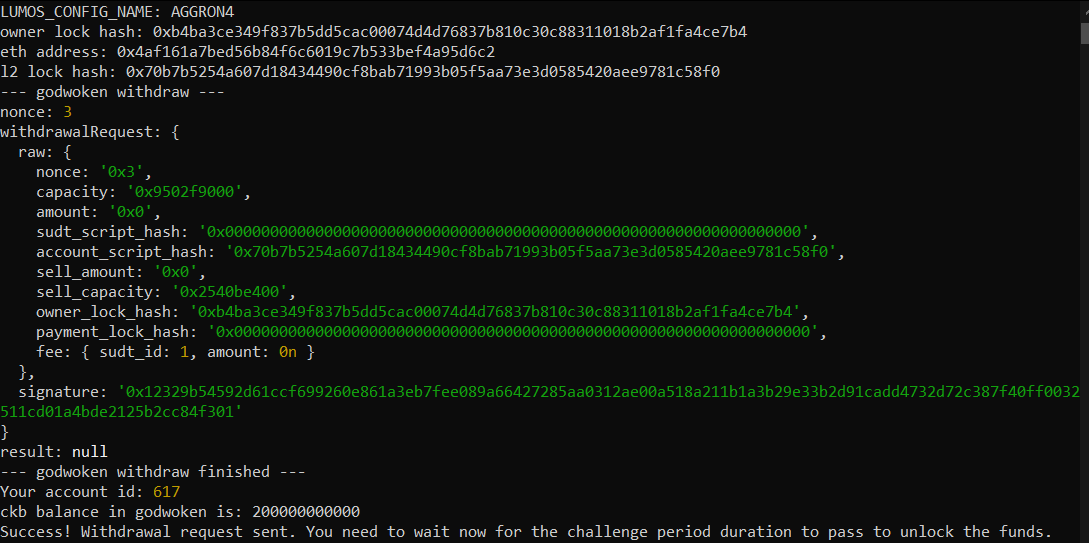 LUMOS_CONFIG_NAME: AGGRON4
owner lock hash: 0xb4ba3ce349f837b5dd5cac00074d4d76837b810c30c88311018b2af1fa4ce7b4
eth address: 0x4af161a7bed56b84f6c6019c7b533bef4a95d6c2
l2 lock hash: 0x70b7b5254a607d18434490cf8bab71993b05f5aa73e3d0585420aee9781c58f0
--- godwoken withdraw ---
nonce: 3
withdrawalRequest: {
  raw: {
    nonce: '0x3',
    capacity: '0x9502f9000',
    amount: '0x0',
    sudt_script_hash: '0x0000000000000000000000000000000000000000000000000000000000000000',
    account_script_hash: '0x70b7b5254a607d18434490cf8bab71993b05f5aa73e3d0585420aee9781c58f0',
    sell_amount: '0x0',
    sell_capacity: '0x2540be400',
    owner_lock_hash: '0xb4ba3ce349f837b5dd5cac00074d4d76837b810c30c88311018b2af1fa4ce7b4',
    payment_lock_hash: '0x0000000000000000000000000000000000000000000000000000000000000000',
    fee: { sudt_id: 1, amount: 0n }
  },
  signature: '0x12329b54592d61ccf699260e861a3eb7fee089a66427285aa0312ae00a518a211b1a3b29e33b2d91cadd4732d72c387f40ff0032
511cd01a4bde2125b2cc84f301'
}
result: null
--- godwoken withdraw finished ---
Your account id: 617
ckb balance in godwoken is: 200000000000
Success! Withdrawal request sent. You need to wait now for the challenge period duration to pass to unlock the funds.